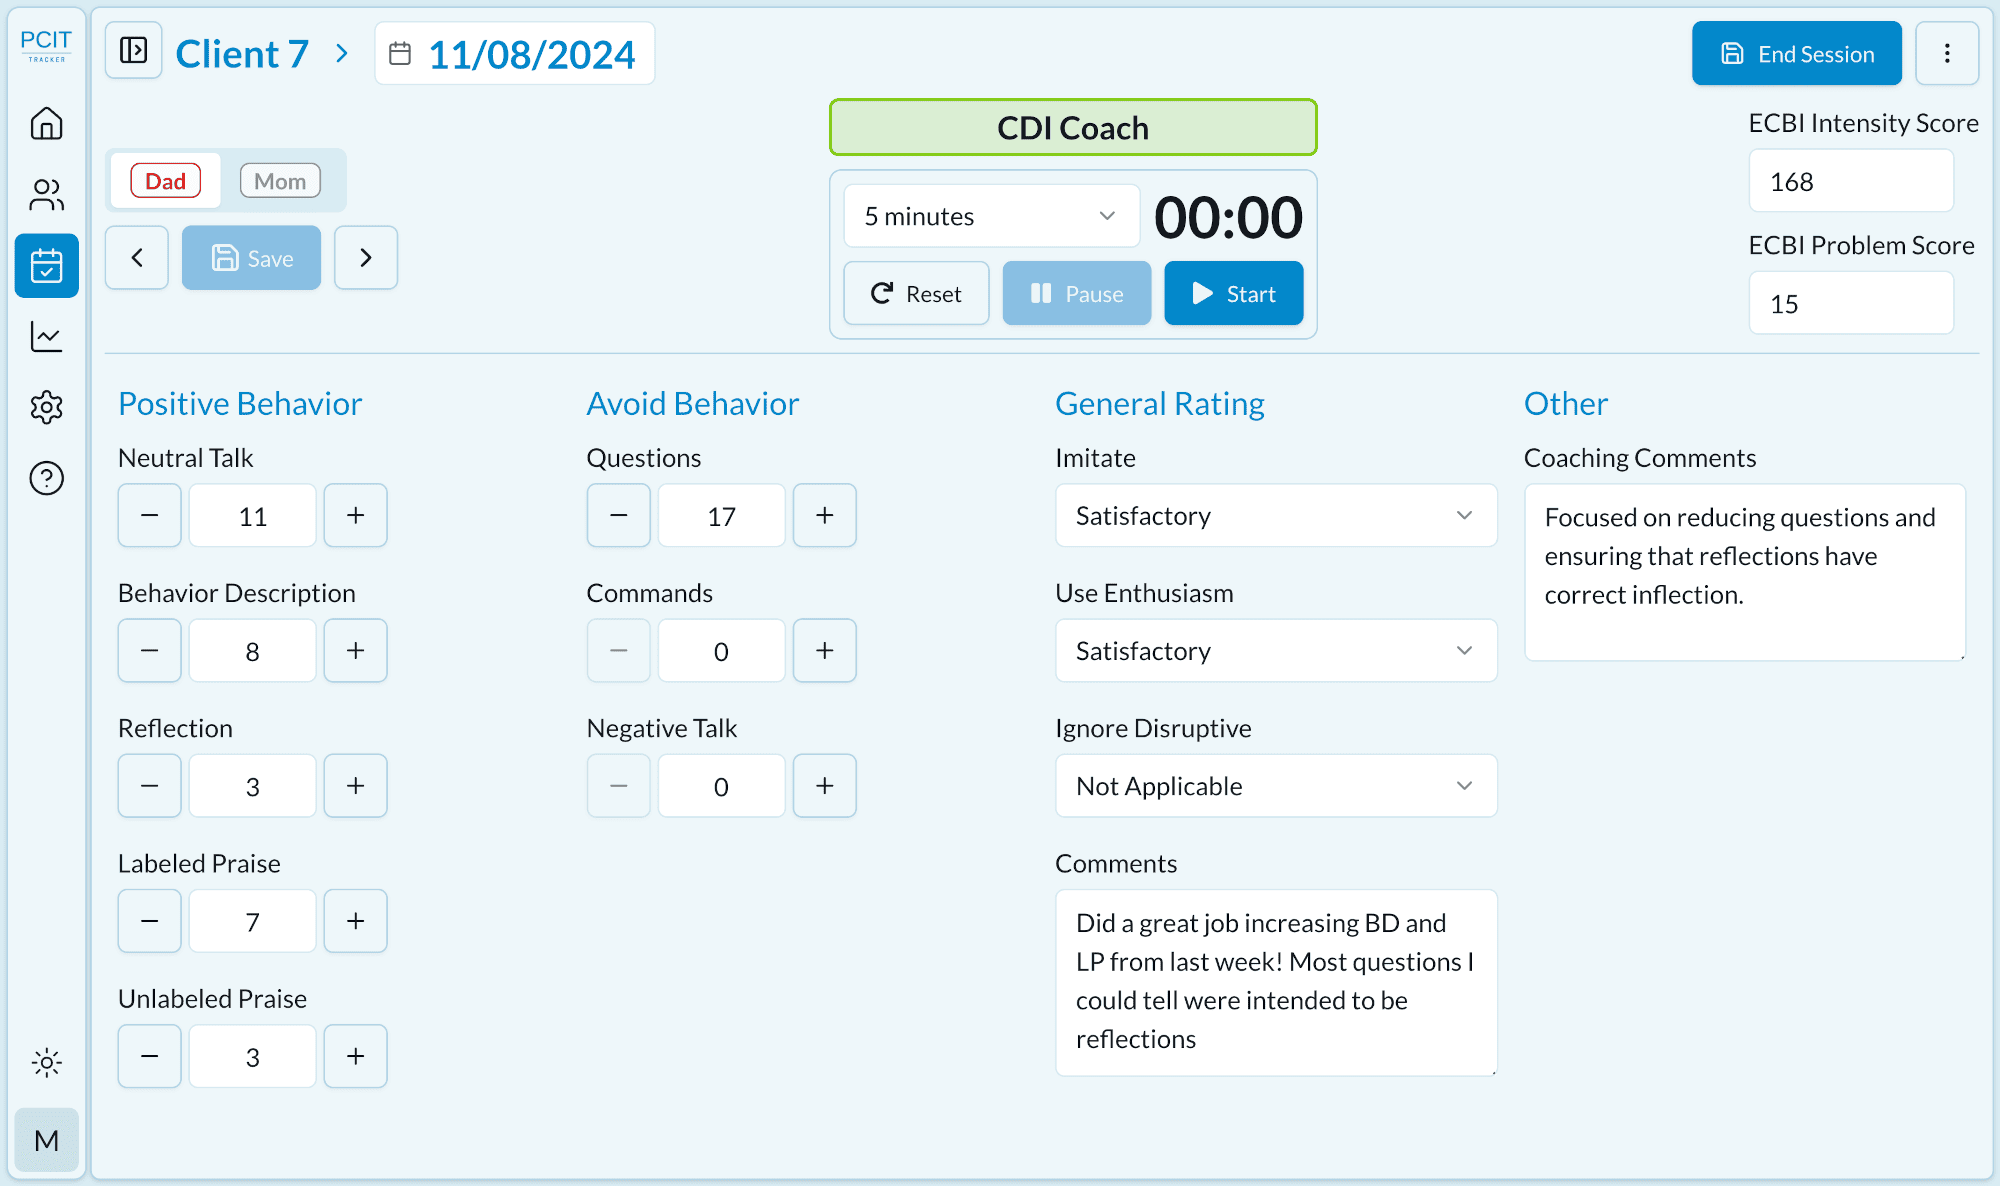 PCIT
TRACKER
Client 7
11/08/2024
End Session
CDI Coach
ECBI Intensity Score
168
Dad
Mom
5 minutes
00:00
ECBI Problem Score
15
Save
Reset
Pause
Start
Positive Behavior
Neutral Talk
11
Behavior Description
8
Reflection
3
Labeled Praise
7
Unlabeled Praise
3
Avoid Behavior
Questions
17
Commands
0
Negative Talk
0
General Rating
Imitate
Satisfactory
Use Enthusiasm
Satisfactory
Ignore Disruptive
Not Applicable
Comments
Did a great job increasing BD and
LP from last week! Most questions I
could tell were intended to be
reflections
Other
Coaching Comments
Focused on reducing questions and
ensuring that reflections have
correct inflection.
M